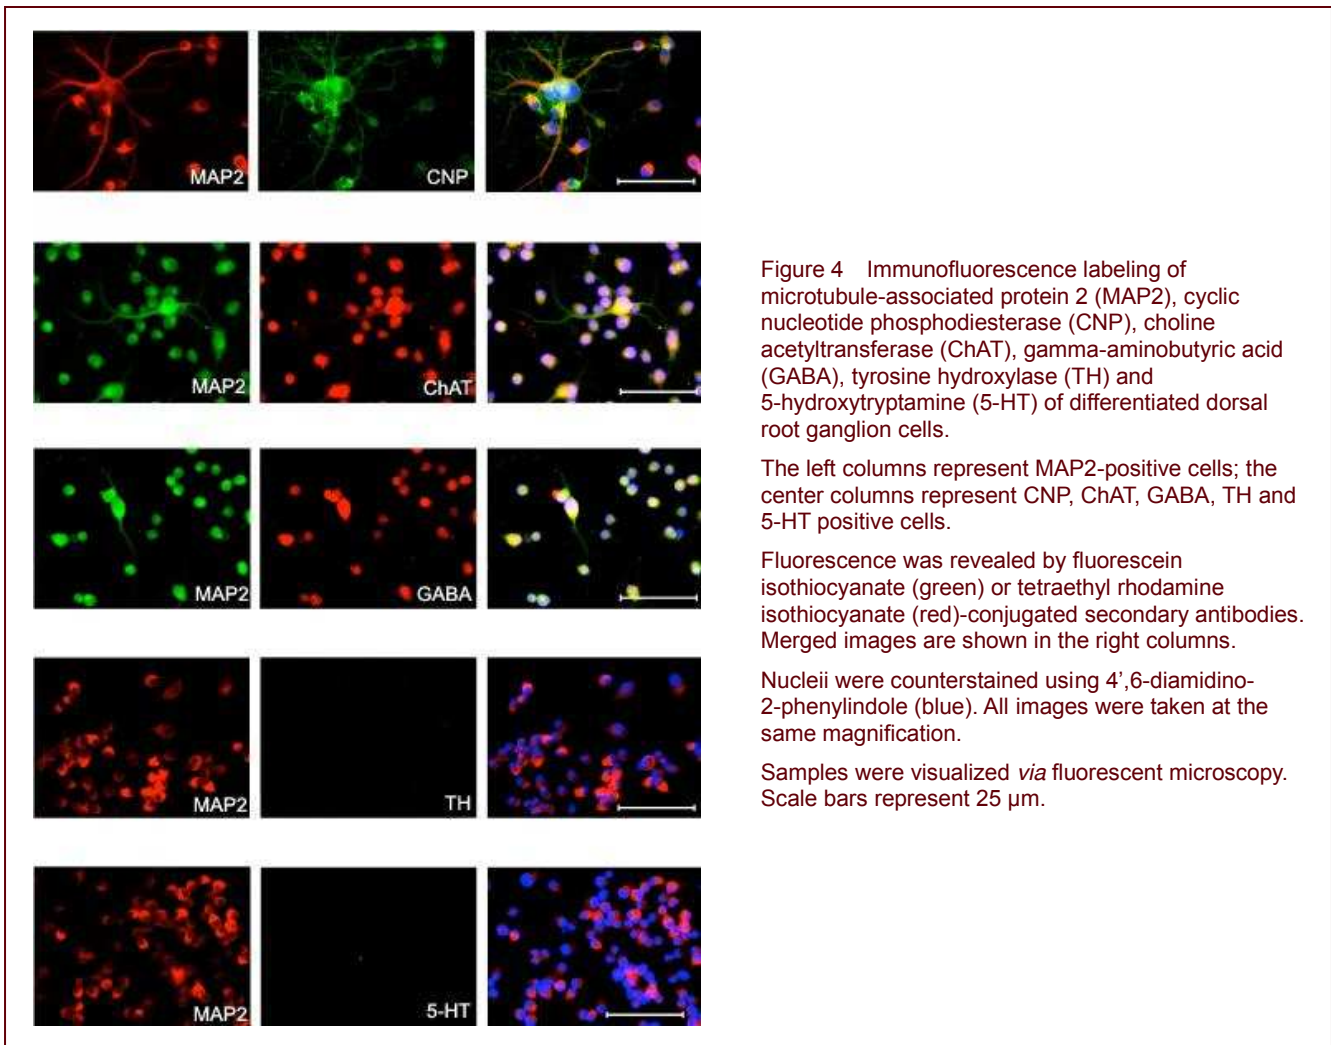 MAP2
CNP
MAP2
ChAT
MAP2
GABA
MAP2
TH
MAP2
5-HT
Figure 4 Immunofluorescence labeling of
microtubule-associated protein 2 (MAP2), cyclic
nucleotide phosphodiesterase (CNP), choline
acetyltransferase (ChAT), gamma-aminobutyric acid
(GABA), tyrosine hydroxylase (TH) and
5-hydroxytryptamine (5-HT) of differentiated dorsal
root ganglion cells.
The left columns represent MAP2-positive cells; the
center columns represent CNP, ChAT, GABA, TH and
5-HT positive cells.
Fluorescence was revealed by fluorescein
isothiocyanate (green) or tetraethyl rhodamine
isothiocyanate (red)-conjugated secondary antibodies.
Merged images are shown in the right columns.
Nucleii were counterstained using 4’,6-diamidino-
2-phenylindole (blue). All images were taken at the
same magnification.
Samples were visualized via fluorescent microscopy.
Scale bars represent 25 μm.